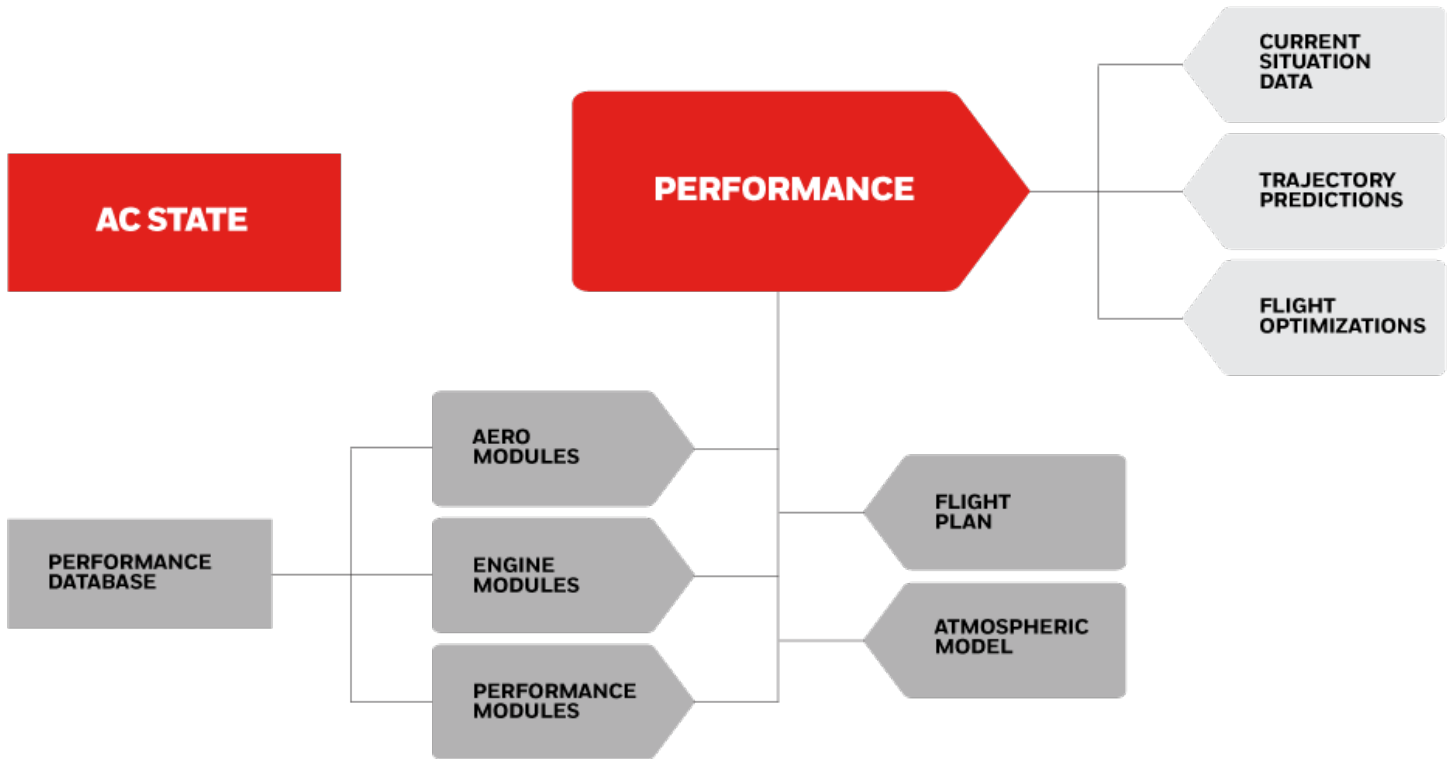 CURRENT
SITUATION
DATA
AC STATE
PERFORMANCE
TRAJECTORY
PREDICTIONS
FLIGHT
OPTIMIZATIONS
AERO
MODULES
FLIGHT
PLAN
PERFORMANCE
DATABASE
ENGINE
MODULES
ATMOSPHERIC
MODEL
PERFORMANCE
MODULES